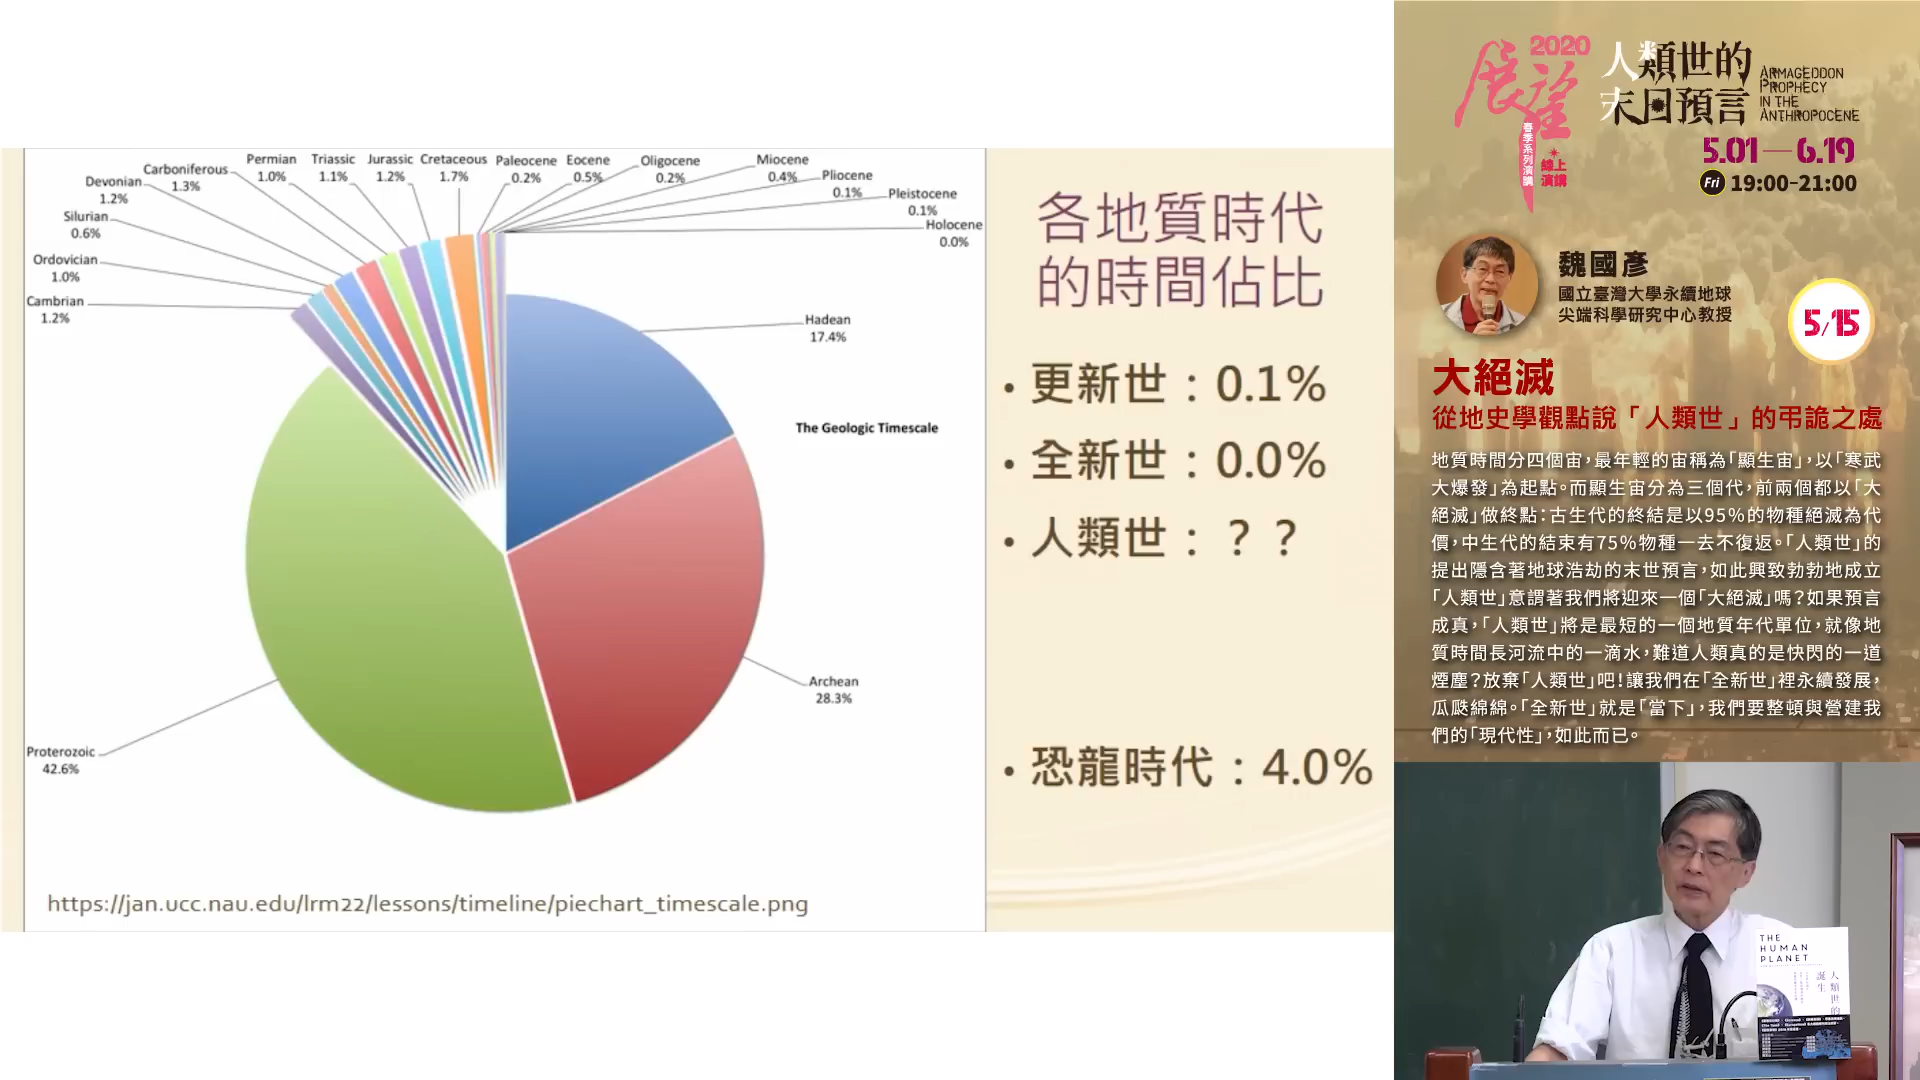 Carboniferous
1.3%
Permian
1.0%
Triassic
1.1%
Jurassic
1.2%
Cretaceous
1.7%
Paleocene
0.2%
Eocene
0.5%
Oligocene
0.2%
Miocene
0.4%
Pliocene
0.1%
Pleistocene
0.1%
Holocene
0.0%
Devonian
1.2%
Silurian
0.6%
Ordovician
1.0%
Cambrian
1.2%
Hadean
17.4%
The Geologic Timescale
Archean
28.3%
Proterozoic
42.6%
https://jan.ucc.nau.edu/lrm22/lessons/timeline/piechart_timescale.png
各地質時代
的時間佔比
• 更新世：0.1%
• 全新世：0.0%
• 人類世：？？
• 恐龍時代：4.0%
2020
展望
春季系列演講
線上
演講
人類世的
末日預言
ARMAGEDDON
PROPHECY
IN THE
ANTHROPOCENE
5.01—6.19
Fri 19:00-21:00
魏國彥
國立臺灣大學永續地球
尖端科學研究中心教授
5/15
大絕滅
從地史學觀點說「人類世」的弔詭之處
地質時間分四個宙，最年輕的宙稱為「顯生宙」，以「寒武
大爆發」為起點。而顯生宙分為三個代，前兩個都以「大
絕滅」做終點：古生代的終結是以95%的物種絕滅為代
價，中生代的結束有75%物種一去不復返。「人類世」的
提出隱含著地球浩劫的末世預言，如此興致勃勃地成立
「人類世」意謂著我們將迎來一個「大絕滅」嗎？如果預言
成真，「人類世」將是最短的一個地質年代單位，就像地
質時間長河流中的一滴水，難道人類真的是快閃的一道
煙塵？放棄「人類世」吧！讓我們在「全新世」裡永續發展，
瓜瓞綿綿。「全新世」就是「當下」，我們要整頓與營建我
們的「現代性」，如此而已。
THE
HUMAN
PLANET
人類世的
誕生